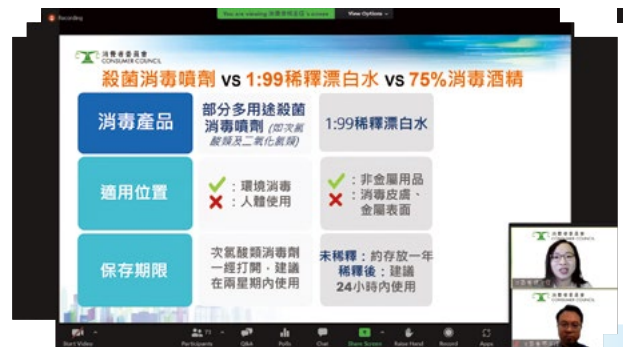 Recording
You are viewing
View Options
消費者委員會
CONSUMER COUNCIL
殺菌消毒噴劑 vs 1:99稀釋漂白水 vs 75%消毒酒精
消毒產品
部分多用途殺菌
消毒噴劑 (如次氯
酸類及二氧化氯類)
1:99稀釋漂白水
適用位置
：環境消毒
：人體使用
：非金屬用品
：消毒皮膚、
金屬表面
保存期限
次氯酸類消毒劑
一經打開，建議
在兩星期內使用
未稀釋：約存放一年
稀釋後：建議
24小時內使用
消費者委員會
CONSUMER COUNCIL
消費者委員會
CONSUMER COUNCIL
Start Video
Participants
Q&A
Polls
Chat
Share Screen
Raise Hand
Record
Apps